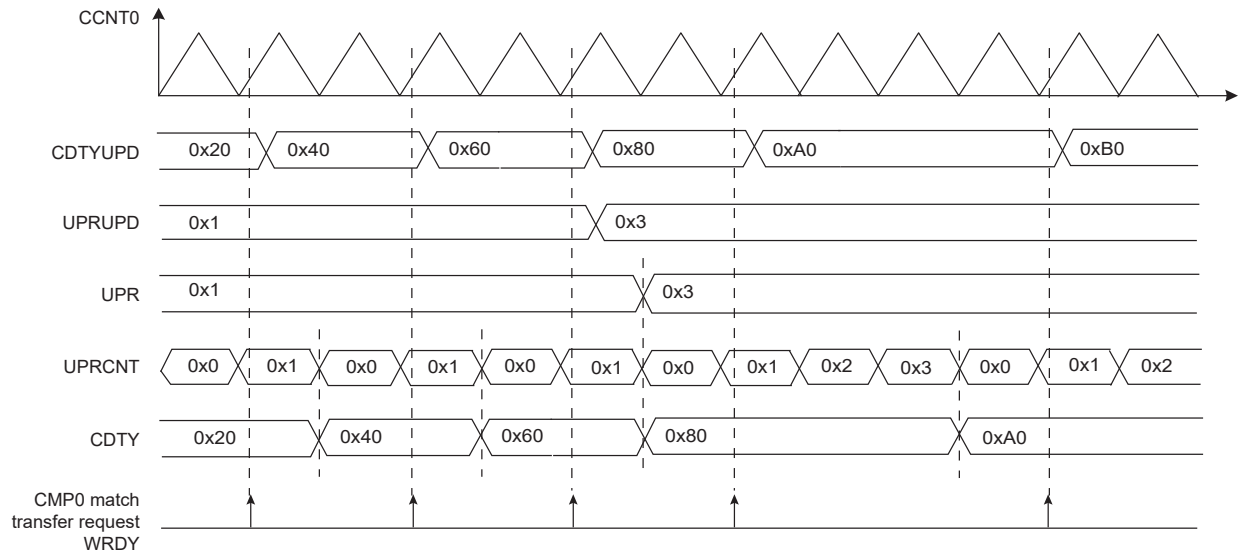 CCNT0
CDTYUPD 0x20 0x40 0x60 0x80 0xA0 0xB0
UPRUPD 0x1 0x3
UPR 0x1 0x3
UPRCNT 0x0 0x1 0x0 0x1 0x0 0x1 0x0 0x1 0x2 0x3 0x0 0x1 0x2
CDTY 0x20 0x40 0x60 0x80 0xA0
CMP0 match
transfer request
WRDY